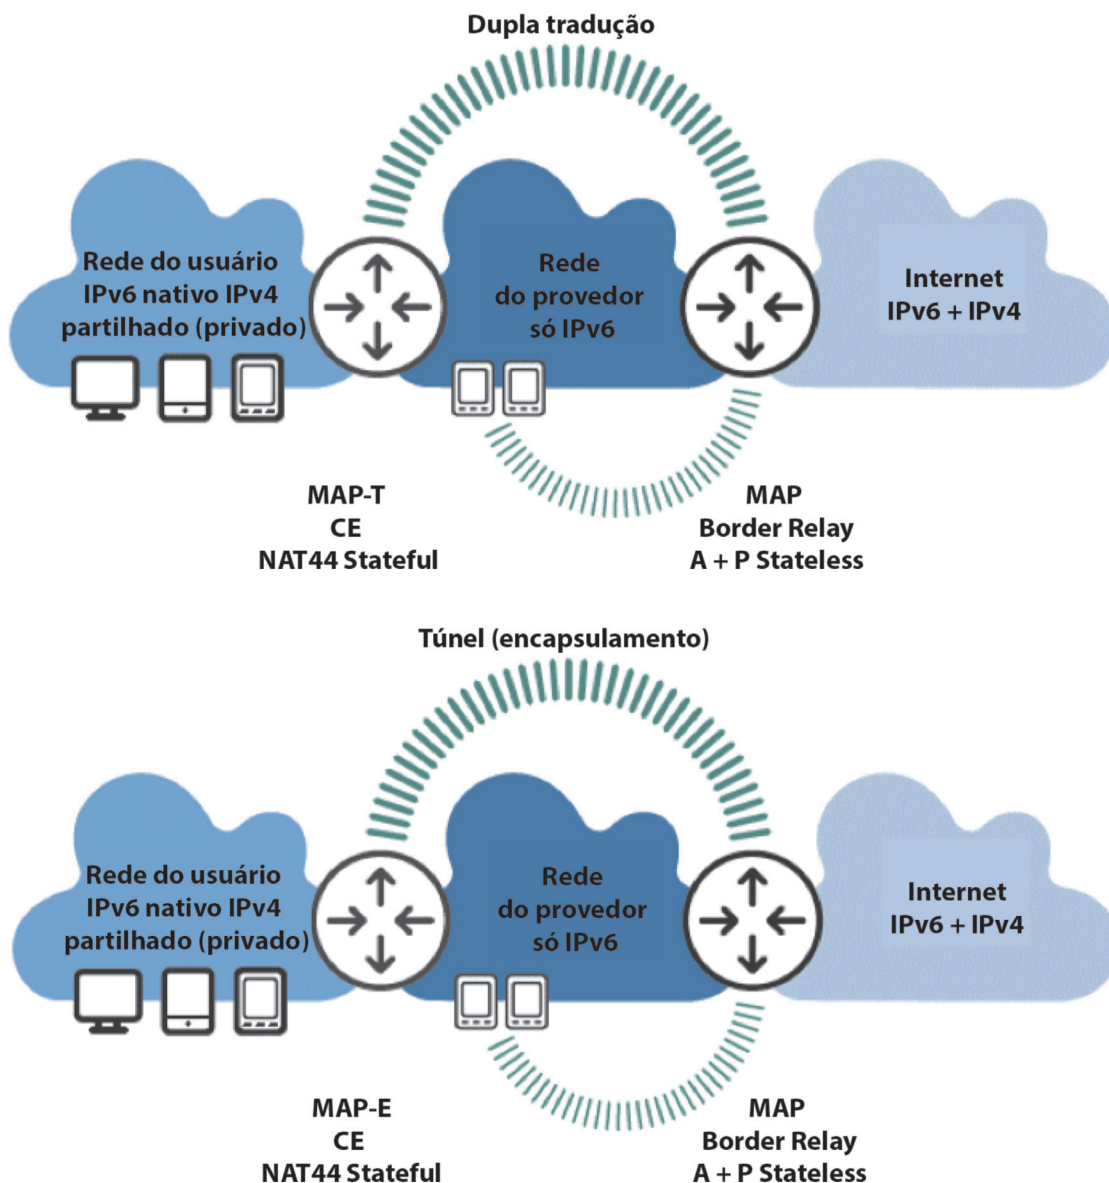 Dupla tradução
Rede do usuário
IPv6 nativo IPv4
partilhado (privado)
Rede
do provedor
só IPv6
Internet
IPv6 + IPv4
MAP-T
CE
NAT44 Stateful
MAP
Border Relay
A + P Stateless
Túnel (encapsulamento)
Rede do usuário
IPv6 nativo IPv4
partilhado (privado)
Rede
do provedor
só IPv6
Internet
IPv6 + IPv4
MAP-E
CE
NAT44 Stateful
MAP
Border Relay
A + P Stateless